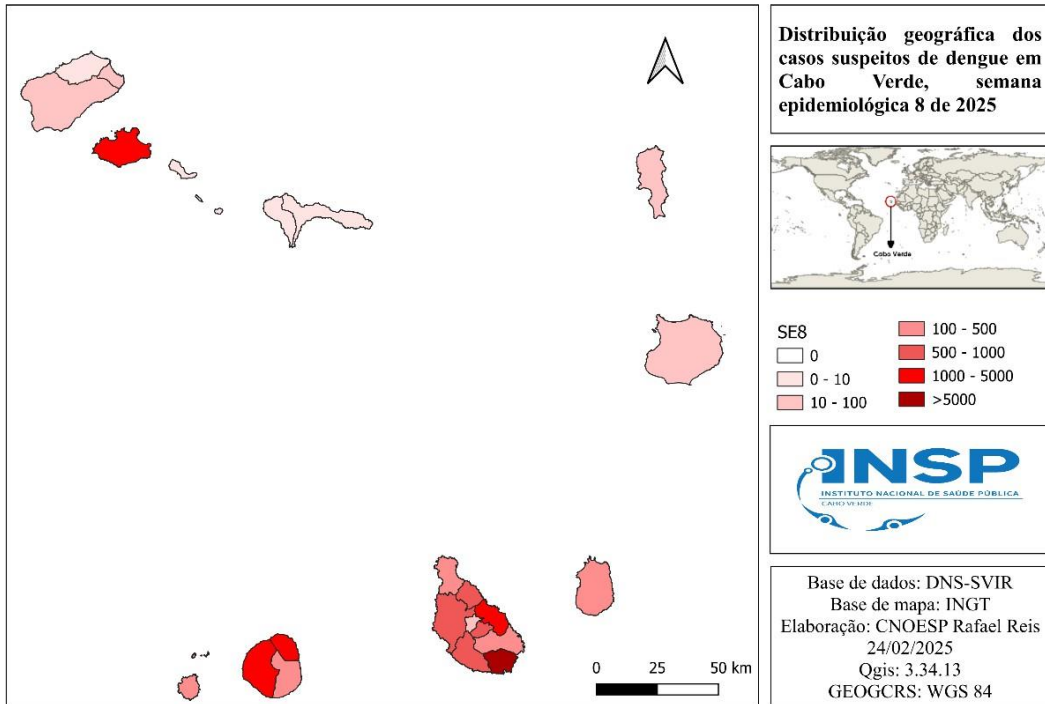 Distribuição geográfica dos
casos suspeitos de dengue em
Cabo Verde, semana
epidemiológica 8 de 2025
Cabo Verde
SE8
0
0 - 10
10 - 100
100 - 500
500 - 1000
1000 - 5000
>5000
INSP
INSTITUTO NACIONAL DE SAÚDE PÚBLICA
CABO VERDE
0 25 50 km
Base de dados: DNS-SVIR
Base de mapa: INGT
Elaboração: CNOESP Rafael Reis
24/02/2025
Qgis: 3.34.13
GEOGCRS: WGS 84